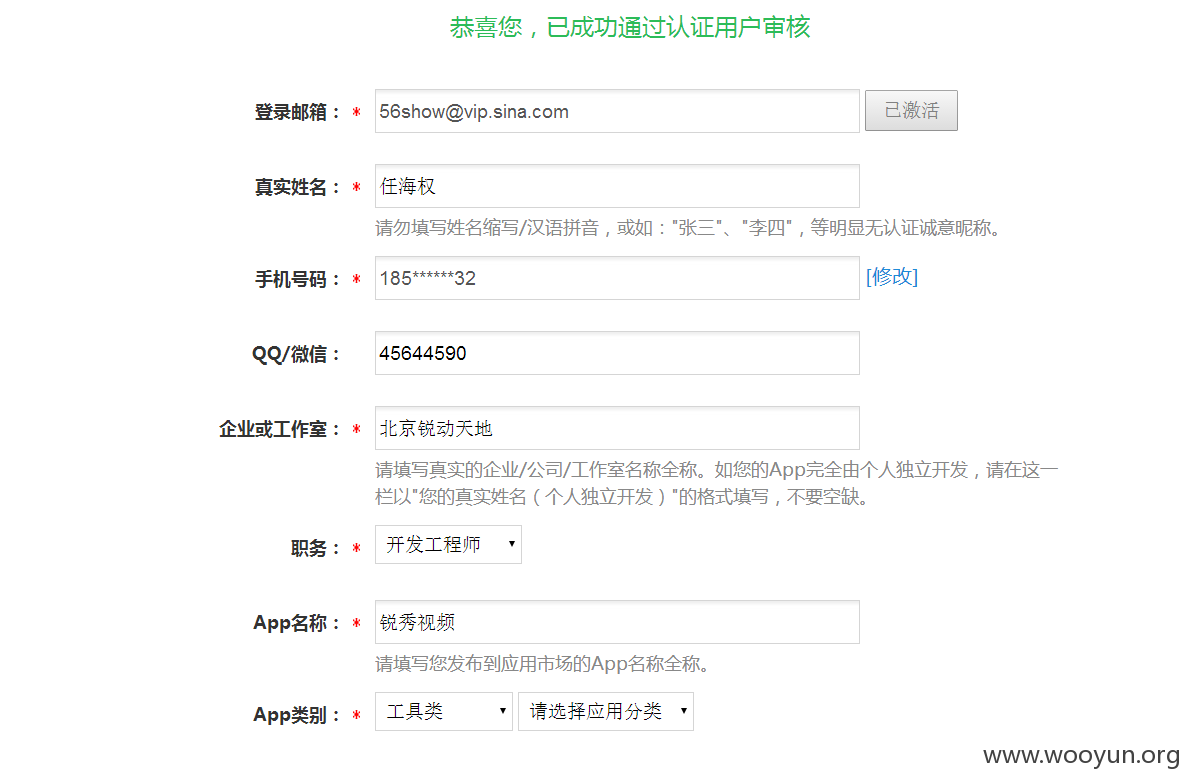 恭喜您，已成功通过认证用户审核
登录邮箱： * 56show@vip.sina.com 已激活
真实姓名： * 任海权
请勿填写姓名缩写/汉语拼音，或如："张三"、"李四"，等明显无认证诚意昵称。
手机号码： * 185******32 [修改]
QQ/微信： 45644590
企业或工作室： * 北京锐动天地
请填写真实的企业/公司/工作室名称全称。如您的App完全由个人独立开发，请在这一
栏以"您的真实姓名（个人独立开发）"的格式填写，不要空缺。
职务： * 开发工程师
App名称： * 锐秀视频
请填写您发布到应用市场的App名称全称。
App类别： * 工具类 请选择应用分类
www.wooyun.org